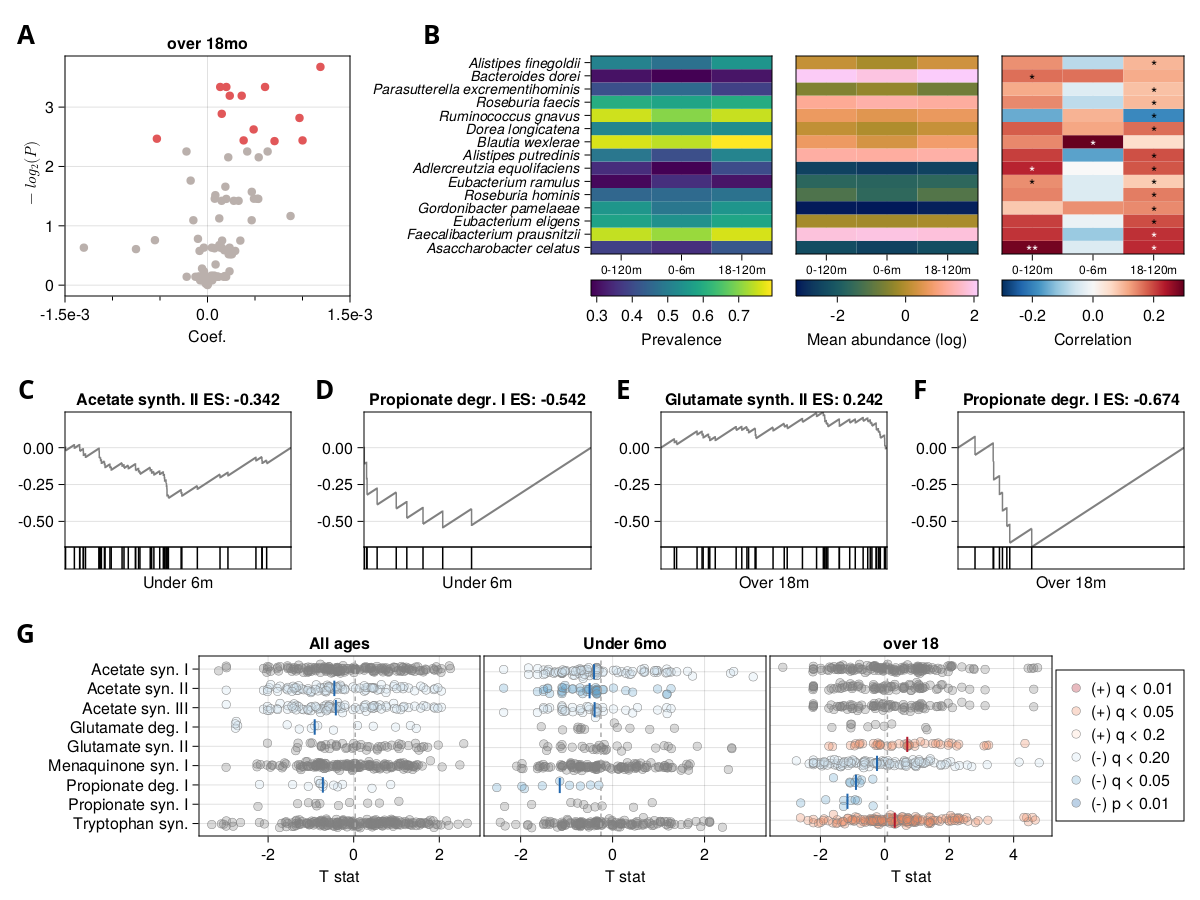 A
over 18mo
− log₂(P)
3
2
1
0
-1.5e-3
0.0
1.5e-3
Coef.
B
Alistipes finegoldii
Bacteroides dorei
Parasutterella excrementihominis
Roseburia faecis
Ruminococcus gnavus
Dorea longicatena
Blautia wexlerae
Alistipes putredinis
Adlercreutzia equolifaciens
Eubacterium ramulus
Roseburia hominis
Gordonibacter pamelaeae
Eubacterium eligens
Faecalibacterium prausnitzii
Asaccharobacter celatus
0-120m 0-6m 18-120m
0.3 0.4 0.5 0.6 0.7
Prevalence
0-120m 0-6m 18-120m
-2 0 2
Mean abundance (log)
* * * * * * * * * * * * * * * * ** *
0-120m 0-6m 18-120m
-0.2 0.0 0.2
Correlation
C
Acetate synth. II ES: -0.342
0.00
-0.25
-0.50
Under 6m
D
Propionate degr. I ES: -0.542
0.00
-0.25
-0.50
Under 6m
E
Glutamate synth. II ES: 0.242
0.00
-0.25
-0.50
Over 18m
F
Propionate degr. I ES: -0.674
0.00
-0.25
-0.50
Over 18m
G
All ages
Acetate syn. I
Acetate syn. II
Acetate syn. III
Glutamate deg. I
Glutamate syn. II
Menaquinone syn. I
Propionate deg. I
Propionate syn. I
Tryptophan syn.
-2 0 2
T stat
Under 6mo
-2 0 2
T stat
over 18
-2 0 2 4
T stat
(+) q < 0.01
(+) q < 0.05
(+) q < 0.2
(-) q < 0.20
(-) q < 0.05
(-) p < 0.01